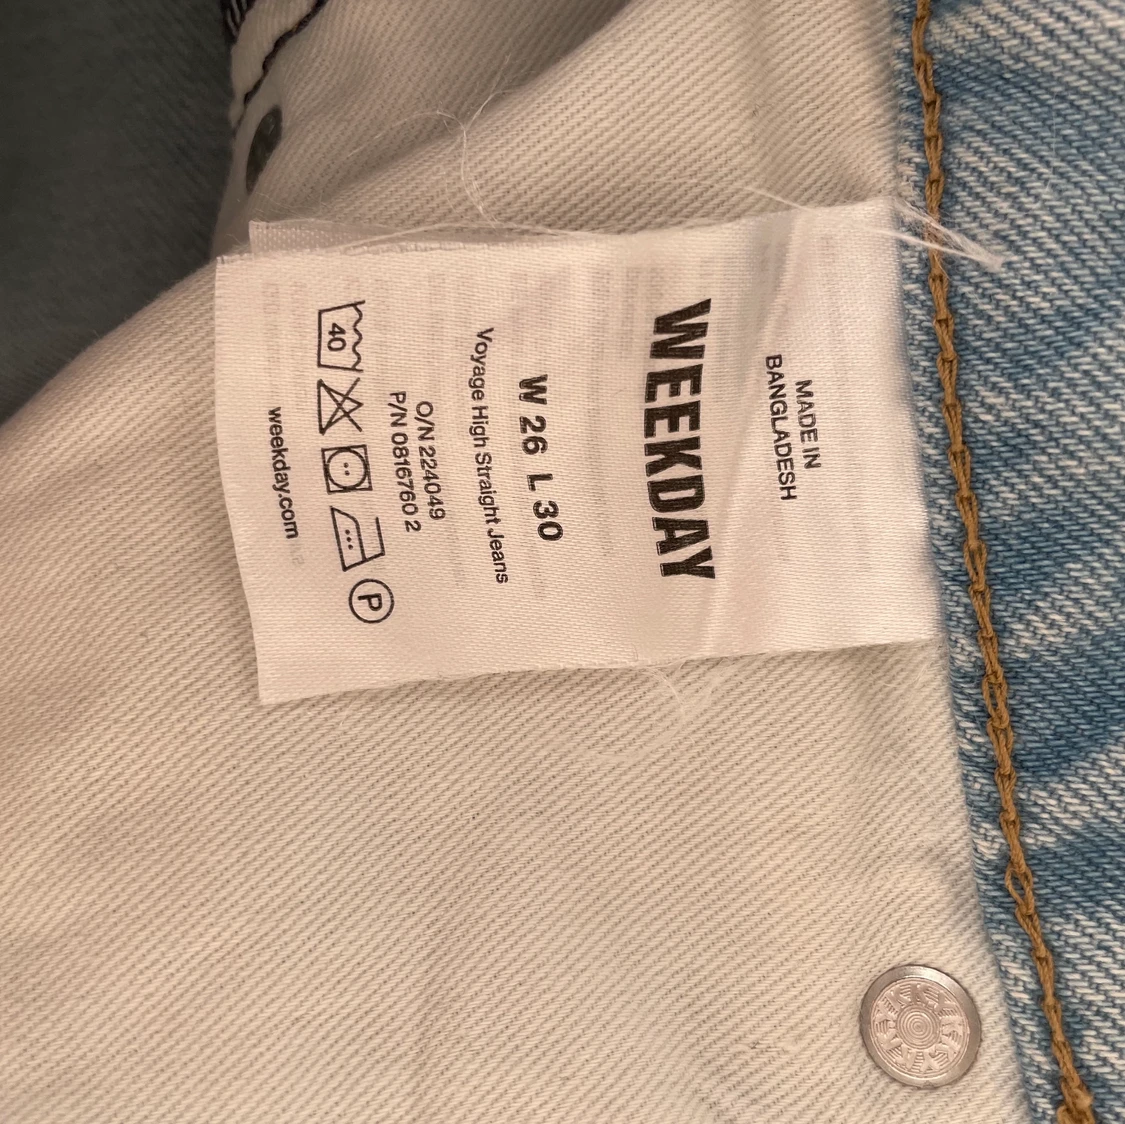 MADE IN
BANGLADESH
WEEKDAY
W 26 L 30
Voyage High Straight Jeans
O/N 224049
P/N 0816760 2
40
P
weekday.com